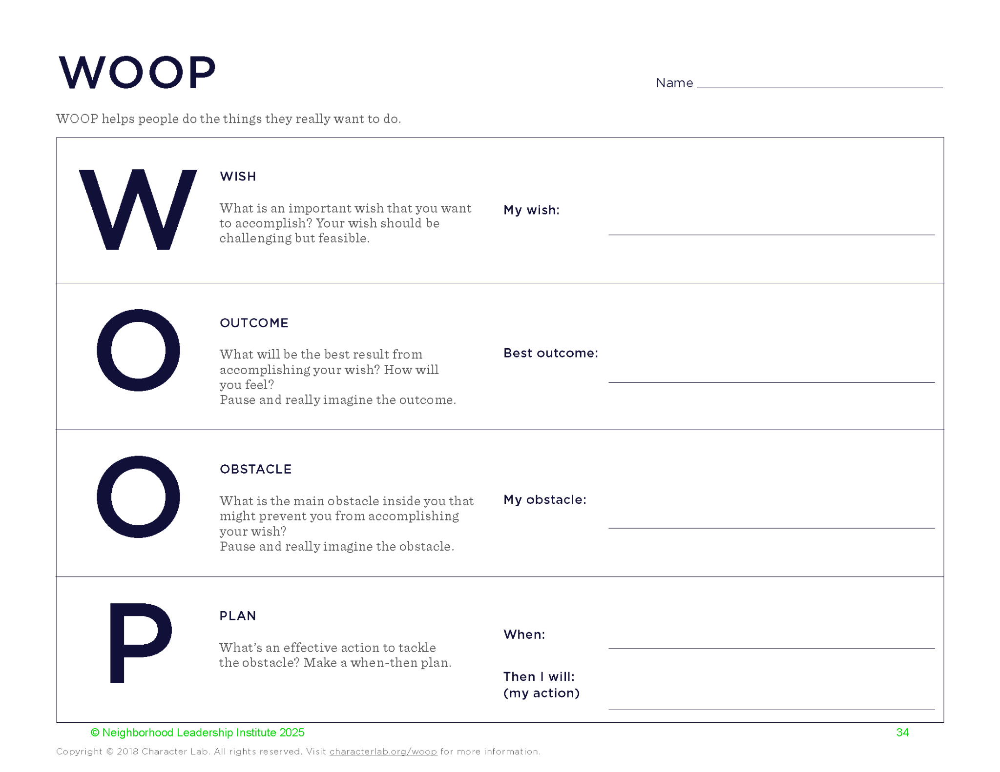 WOOP
Name
WOOP helps people do the things they really want to do.
W
WISH
What is an important wish that you want
to accomplish? Your wish should be
challenging but feasible.
My wish:
O
OUTCOME
What will be the best result from
accomplishing your wish? How will
you feel?
Pause and really imagine the outcome.
Best outcome:
O
OBSTACLE
What is the main obstacle inside you that
might prevent you from accomplishing
your wish?
Pause and really imagine the obstacle.
My obstacle:
P
PLAN
What’s an effective action to tackle
the obstacle? Make a when-then plan.
When:
Then I will:
(my action)
© Neighborhood Leadership Institute 2025
34
Copyright © 2018 Character Lab. All rights reserved. Visit characterlab.org/woop for more information.